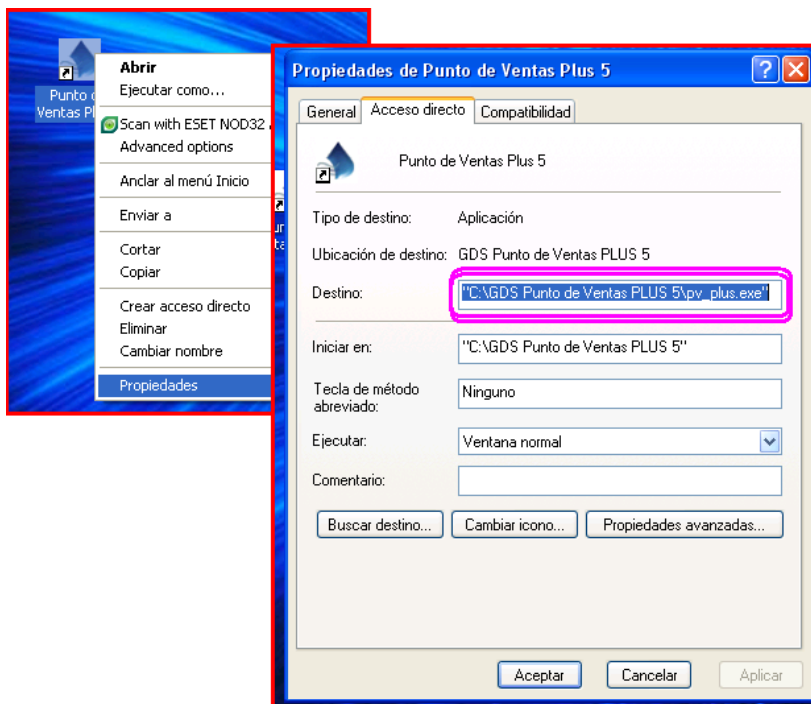 Punto d
Ventas Pl
Abrir
Ejecutar como...
Scan with ESET NOD32
Advanced options
Anclar al menú Inicio
Enviar a
Cortar
Copiar
Crear acceso directo
Eliminar
Cambiar nombre
Propiedades
Propiedades de Punto de Ventas Plus 5
General Acceso directo Compatibilidad
Punto de Ventas Plus 5
Tipo de destino: Aplicación
Ubicación de destino: GDS Punto de Ventas PLUS 5
Destino: "C:\GDS Punto de Ventas PLUS 5\pv_plus.exe"
Iniciar en: "C:\GDS Punto de Ventas PLUS 5"
Tecla de método
abreviado: Ninguno
Ejecutar: Ventana normal
Comentario:
Buscar destino... Cambiar icono... Propiedades avanzadas...
Aceptar Cancelar Aplicar